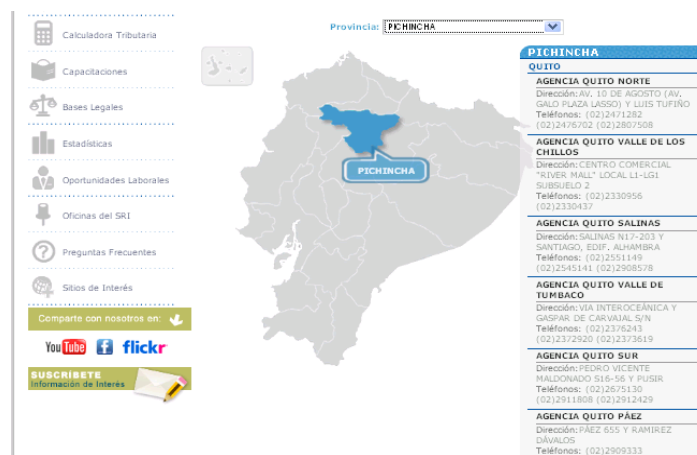 Provincia: PICHINCHA
Calculadora Tributaria
Capacitaciones
Bases Legales
Estadísticas
Oportunidades Laborales
Oficinas del SRI
Preguntas Frecuentes
Sitios de Interés
Comparte con nosotros en:
YouTube f flickr
SUSCRÍBETE
Información de Interés
PICHINCHA
PICHINCHA
QUITO
AGENCIA QUITO NORTE
Dirección: AV. 10 DE AGOSTO (AV.
GALO PLAZA LASSO) Y LUIS TUFIÑO
Teléfonos: (02)2471282
(02)2476702 (02)2807508
AGENCIA QUITO VALLE DE LOS
CHILLOS
Dirección: CENTRO COMERCIAL
"RIVER MALL" LOCAL L1-LG1
SUBSUELO 2
Teléfonos: (02)2330956
(02)2330437
AGENCIA QUITO SALINAS
Dirección: SALINAS N17-203 Y
SANTIAGO, EDIF. ALHAMBRA
Teléfonos: (02)2551149
(02)2545141 (02)2908578
AGENCIA QUITO VALLE DE
TUMBACO
Dirección: VIA INTEROCEÁNICA Y
GASPAR DE CARVAJAL S/N
Teléfonos: (02)2376243
(02)2372920 (02)2373619
AGENCIA QUITO SUR
Dirección: PEDRO VICENTE
MALDONADO S16-56 Y PUSIR
Teléfonos: (02)2675130
(02)2911808 (02)2912429
AGENCIA QUITO PÁEZ
Dirección: PÁEZ 655 Y RAMIREZ
DÁVALOS
Teléfonos: (02)2909333